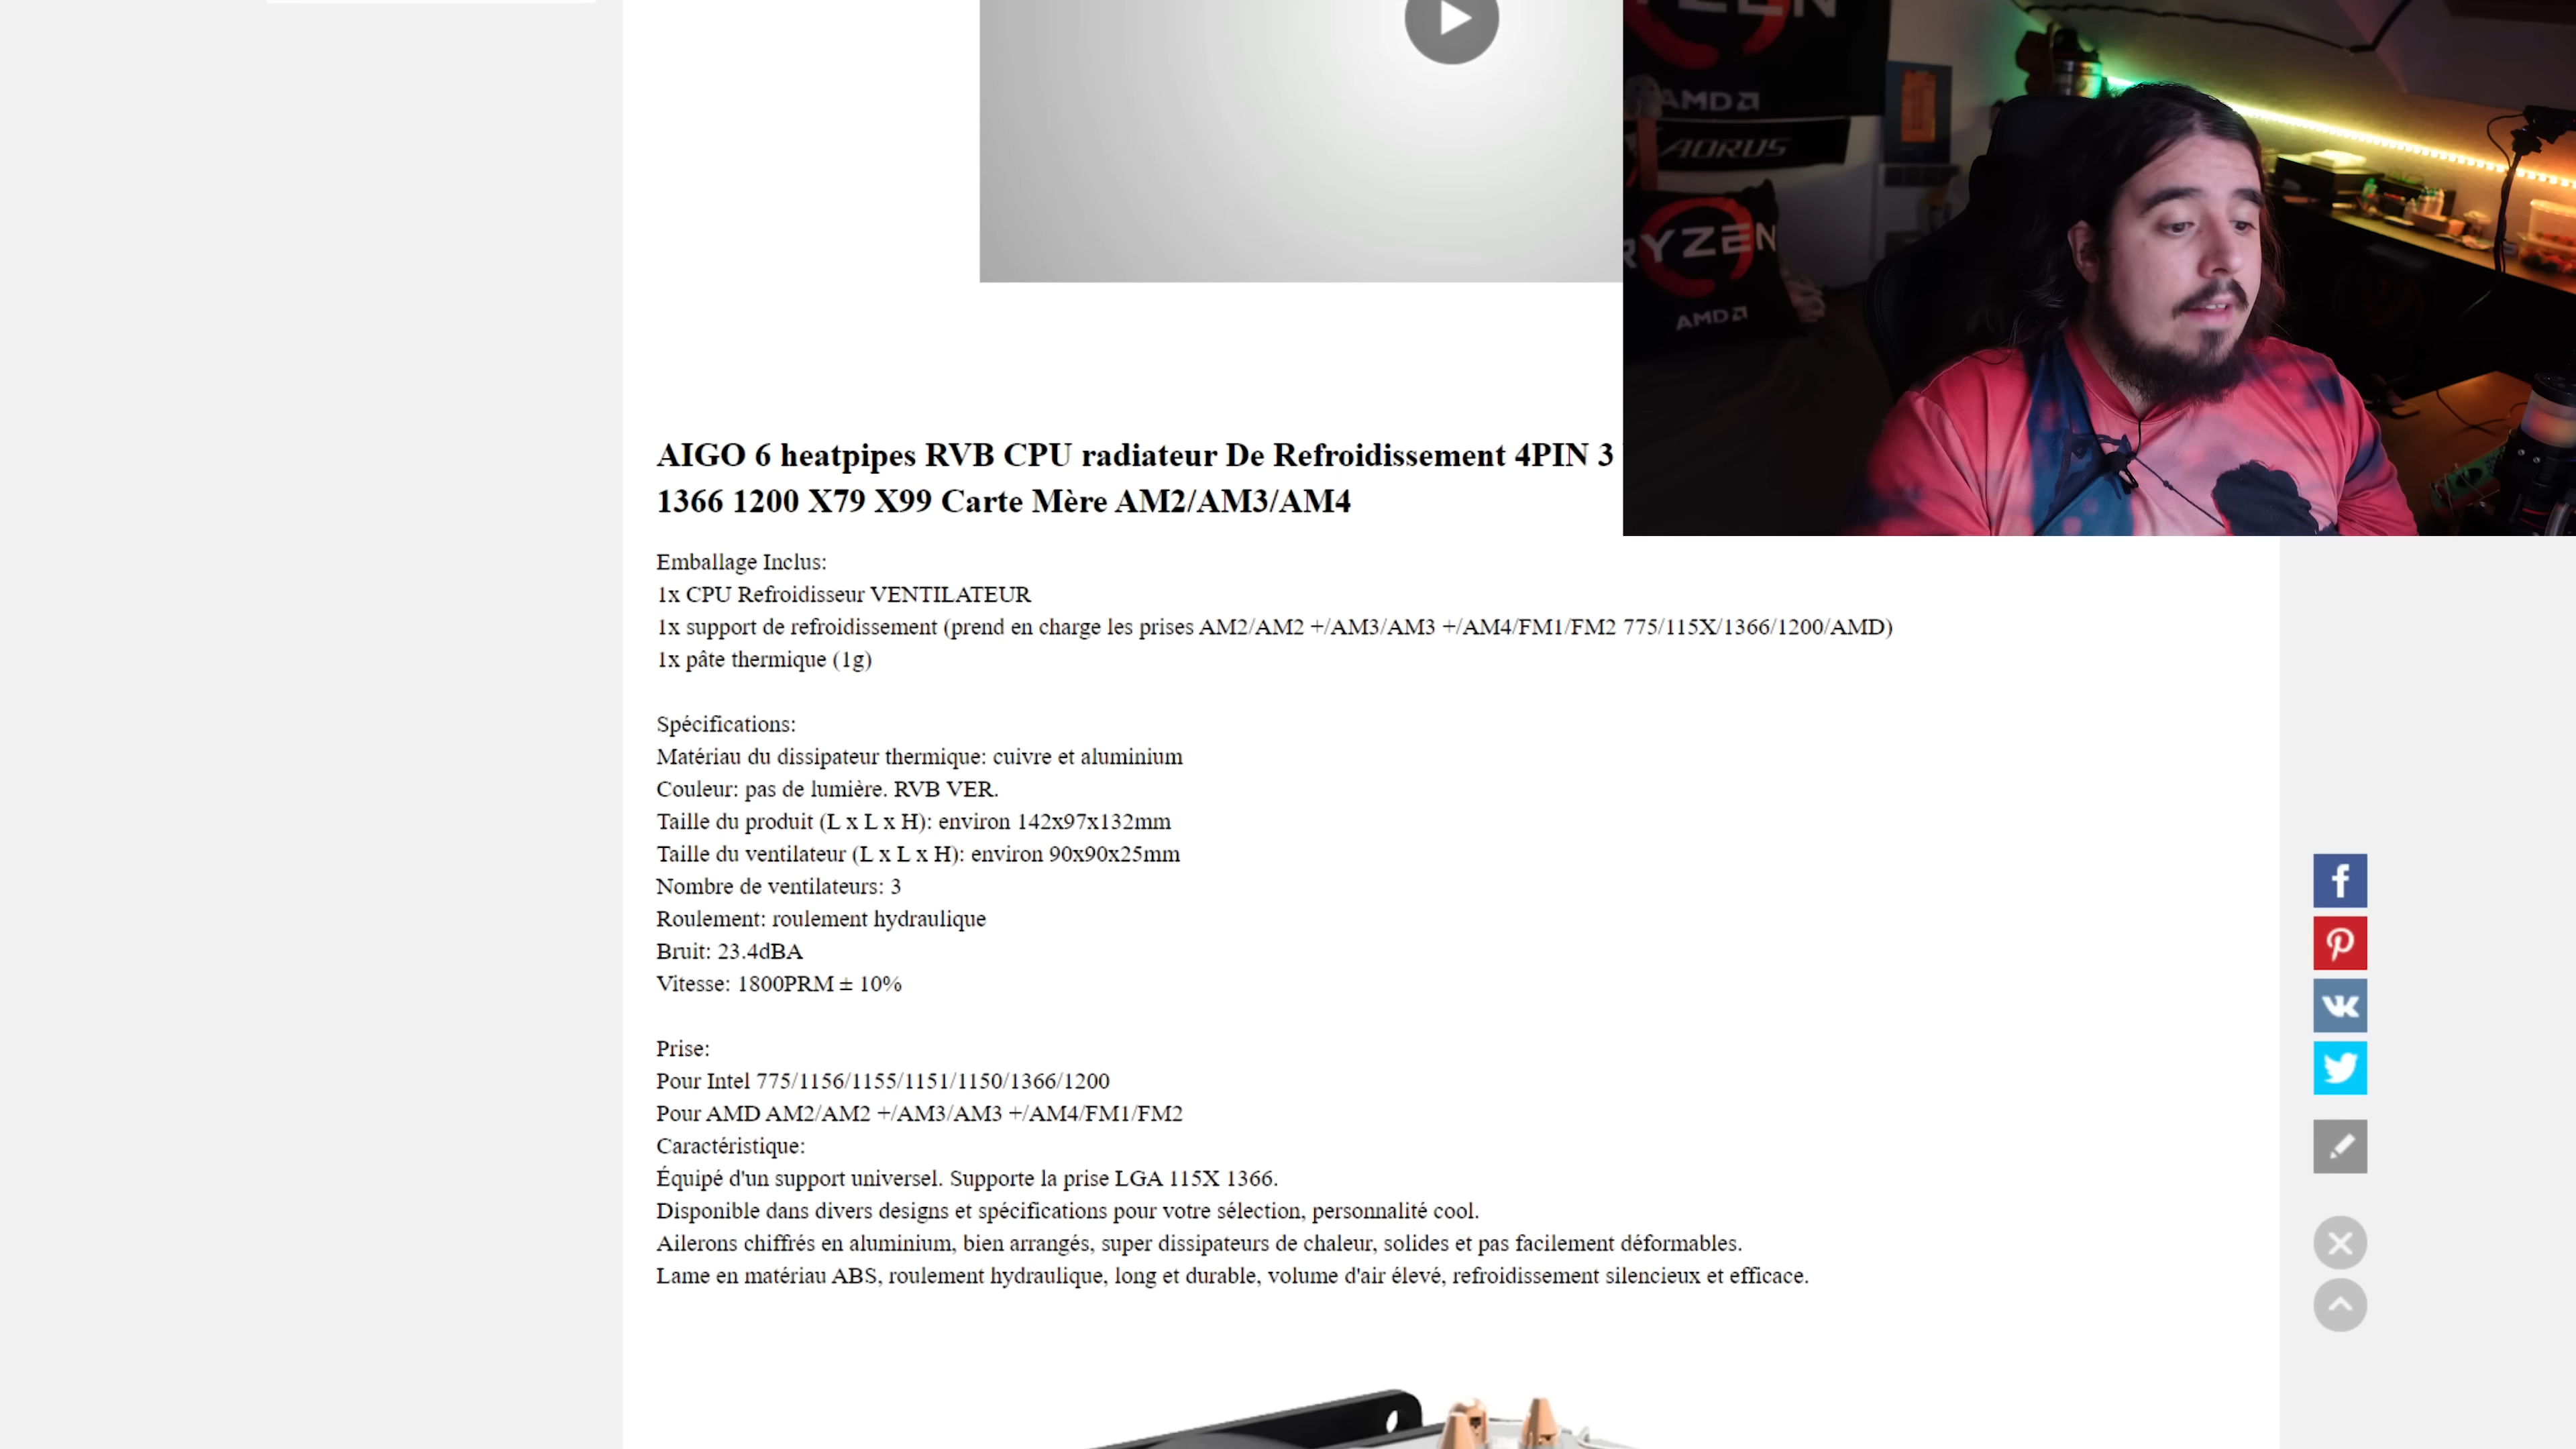 RYZEN
AMD
AORUS
RYZEN
AMD
AIGO 6 heatpipes RVB CPU radiateur De Refroidissement 4PIN 3
1366 1200 X79 X99 Carte Mère AM2/AM3/AM4
Emballage Inclus:
1x CPU Refroidisseur VENTILATEUR
1x support de refroidissement (prend en charge les prises AM2/AM2 +/AM3/AM3 +/AM4/FM1/FM2 775/115X/1366/1200/AMD)
1x pâte thermique (1g)
Spécifications:
Matériau du dissipateur thermique: cuivre et aluminium
Couleur: pas de lumière. RVB VER.
Taille du produit (L x L x H): environ 142x97x132mm
Taille du ventilateur (L x L x H): environ 90x90x25mm
Nombre de ventilateurs: 3
Roulement: roulement hydraulique
Bruit: 23.4dBA
Vitesse: 1800PRM ± 10%
Prise:
Pour Intel 775/1156/1155/1151/1150/1366/1200
Pour AMD AM2/AM2 +/AM3/AM3 +/AM4/FM1/FM2
Caractéristique:
Équipé d'un support universel. Supporte la prise LGA 115X 1366.
Disponible dans divers designs et spécifications pour votre sélection, personnalité cool.
Ailerons chiffrés en aluminium, bien arrangés, super dissipateurs de chaleur, solides et pas facilement déformables.
Lame en matériau ABS, roulement hydraulique, long et durable, volume d'air élevé, refroidissement silencieux et efficace.